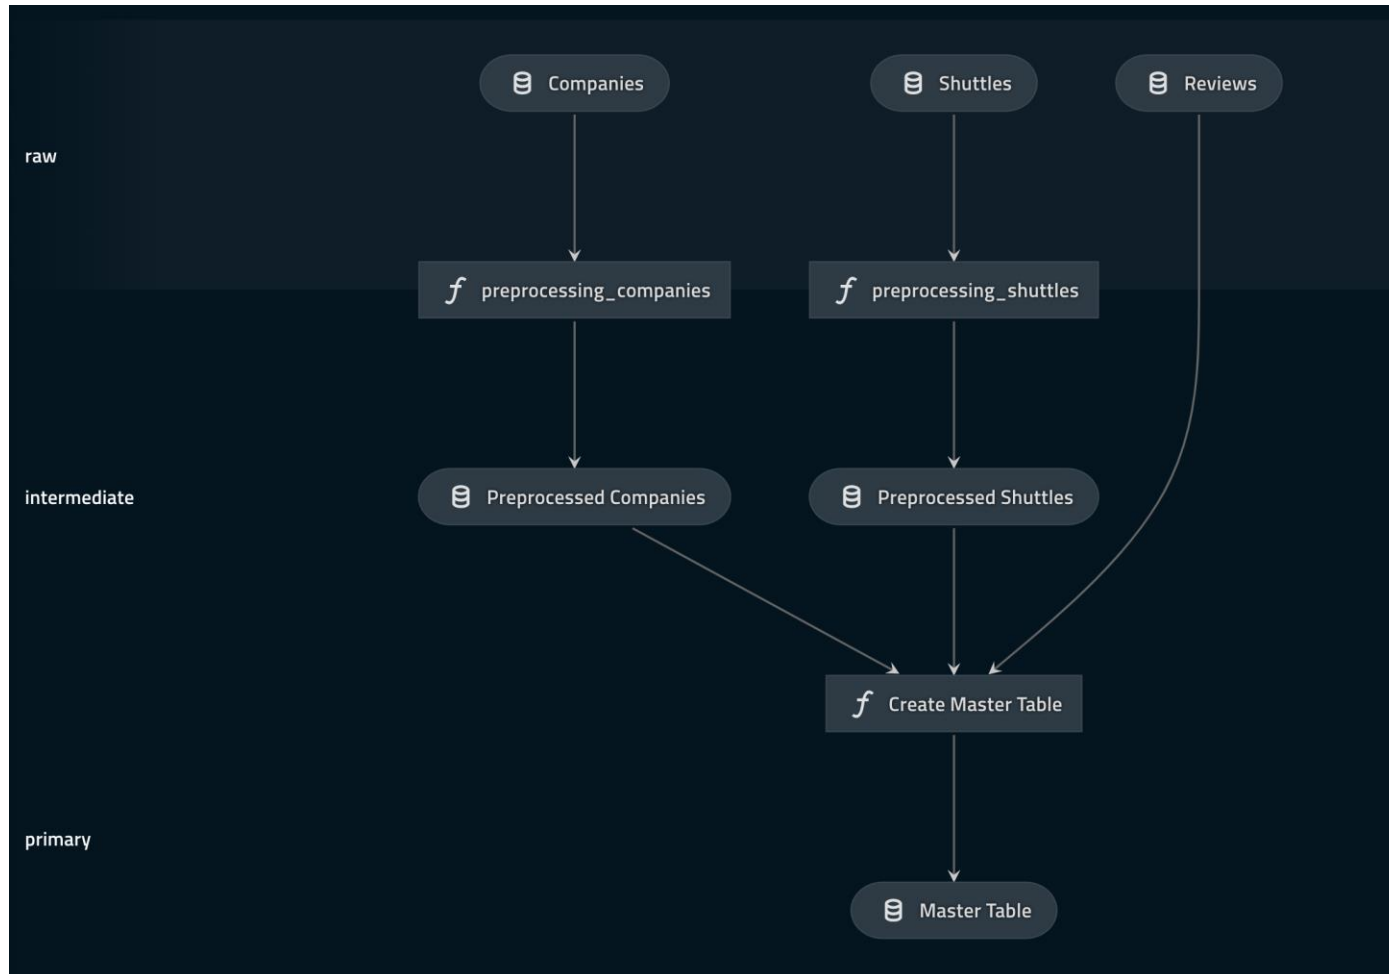 Companies
Shuttles
Reviews
raw
preprocessing_companies
preprocessing_shuttles
intermediate
Preprocessed Companies
Preprocessed Shuttles
Create Master Table
primary
Master Table